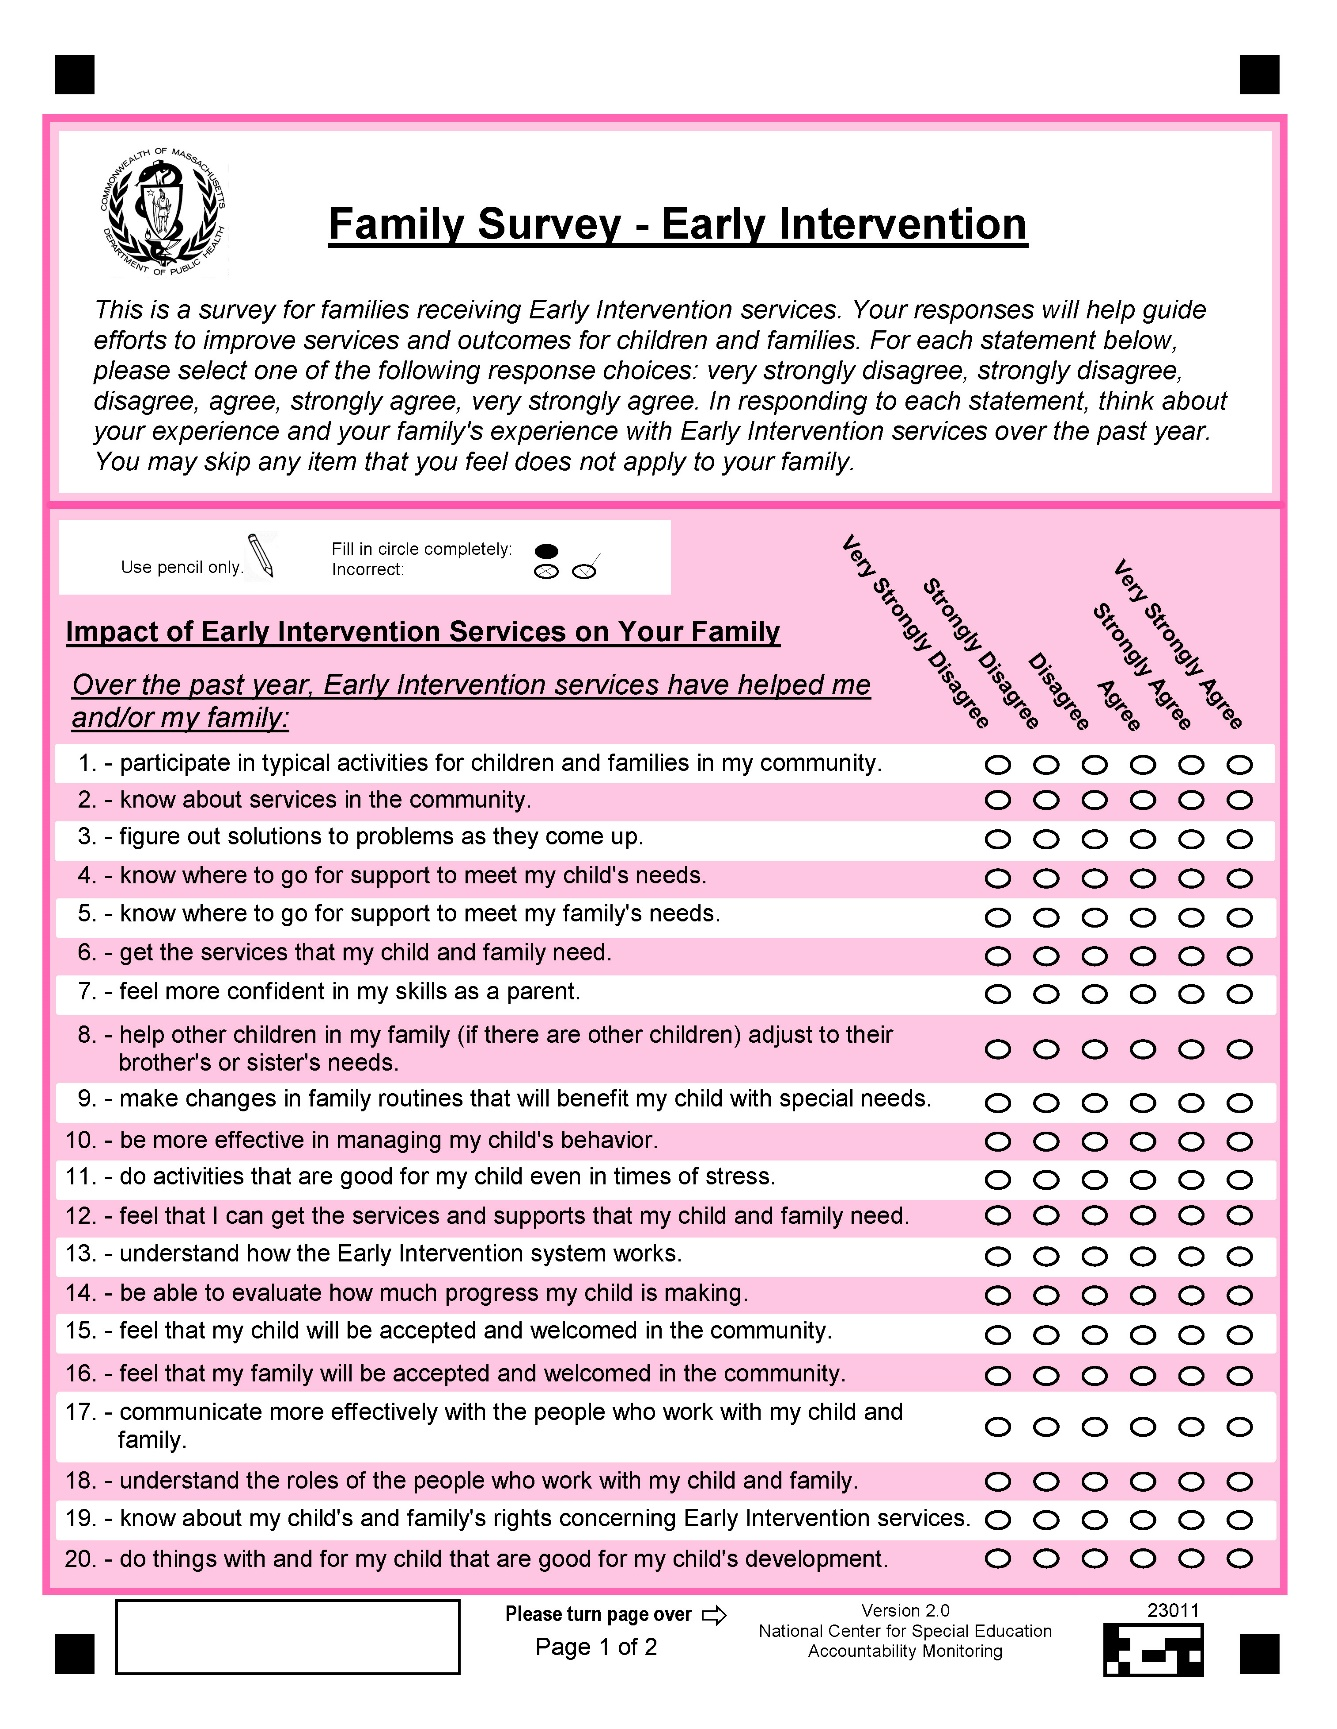 COMMONWEALTH OF MASSACHUSETTS
DEPARTMENT OF PUBLIC HEALTH
Family Survey - Early Intervention
This is a survey for families receiving Early Intervention services. Your responses will help guide
efforts to improve services and outcomes for children and families. For each statement below,
please select one of the following response choices: very strongly disagree, strongly disagree,
disagree, agree, strongly agree, very strongly agree. In responding to each statement, think about
your experience and your family's experience with Early Intervention services over the past year.
You may skip any item that you feel does not apply to your family.
Use pencil only.
Fill in circle completely:
Incorrect:
Very Strongly Disagree
Strongly Disagree
Disagree
Agree
Strongly Agree
Very Strongly Agree
Impact of Early Intervention Services on Your Family
Over the past year, Early Intervention services have helped me
and/or my family:
1. - participate in typical activities for children and families in my community.
2. - know about services in the community.
3. - figure out solutions to problems as they come up.
4. - know where to go for support to meet my child's needs.
5. - know where to go for support to meet my family's needs.
6. - get the services that my child and family need.
7. - feel more confident in my skills as a parent.
8. - help other children in my family (if there are other children) adjust to their
brother's or sister's needs.
9. - make changes in family routines that will benefit my child with special needs.
10. - be more effective in managing my child's behavior.
11. - do activities that are good for my child even in times of stress.
12. - feel that I can get the services and supports that my child and family need.
13. - understand how the Early Intervention system works.
14. - be able to evaluate how much progress my child is making.
15. - feel that my child will be accepted and welcomed in the community.
16. - feel that my family will be accepted and welcomed in the community.
17. - communicate more effectively with the people who work with my child and
family.
18. - understand the roles of the people who work with my child and family.
19. - know about my child's and family's rights concerning Early Intervention services.
20. - do things with and for my child that are good for my child's development.
Please turn page over
Page 1 of 2
Version 2.0
National Center for Special Education
Accountability Monitoring
23011